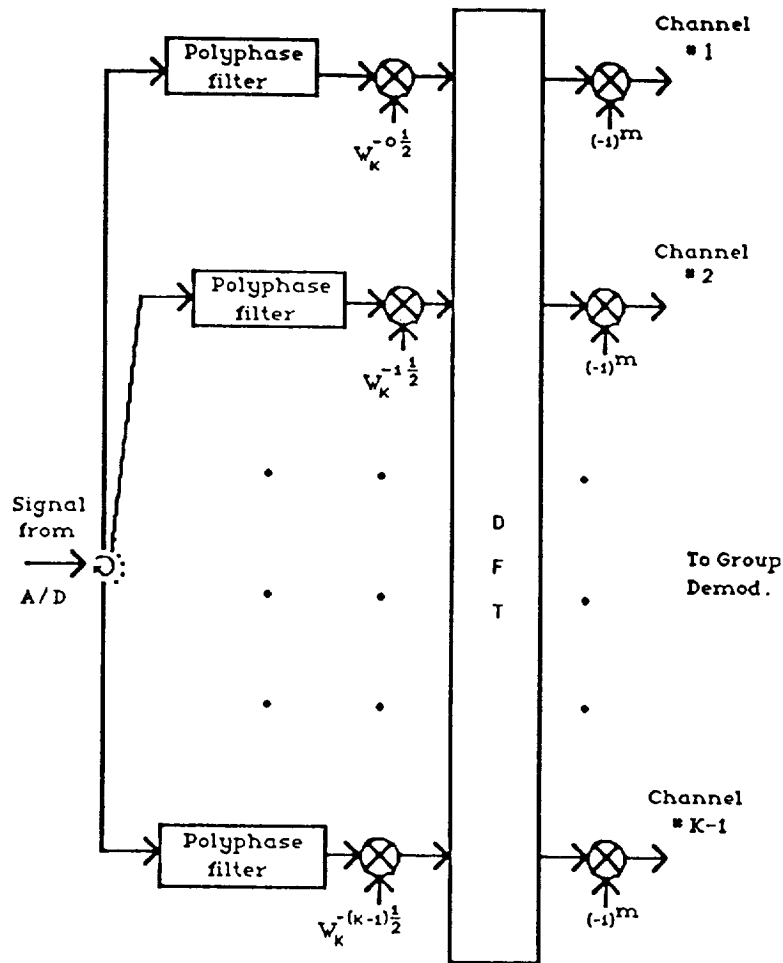 Channel
# 1
Polyphase
filter
W_K^{-0 1/2}
(-1)^m
Channel
# 2
Polyphase
filter
W_K^{-1 1/2}
(-1)^m
Signal
from
A/D
D
F
T
To Group
Demod.
Channel
# K-1
Polyphase
filter
W_K^{-(K-1) 1/2}
(-1)^m